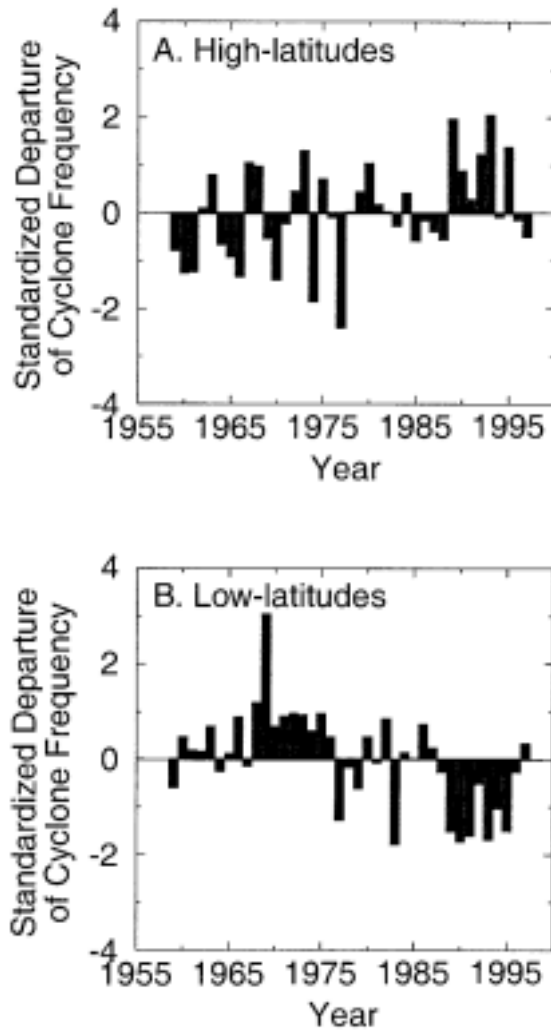 4
A. High-latitudes
2
0
-2
-4
Standardized Departure
of Cyclone Frequency
1955 1965 1975 1985 1995
Year
4
B. Low-latitudes
2
0
-2
-4
Standardized Departure
of Cyclone Frequency
1955 1965 1975 1985 1995
Year